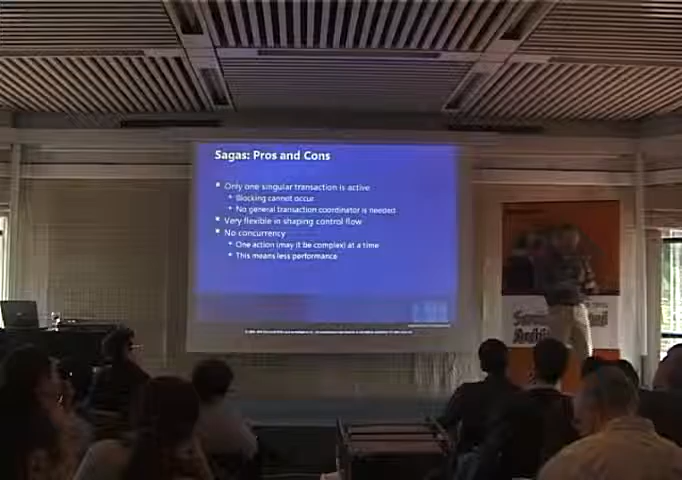 Sagas: Pros and Cons
Only one singular transaction is active
Blocking cannot occur
No general transaction coordinator is needed
Very flexible in shaping control flow
No concurrency
One action (may it be complex) at a time
This means less performance